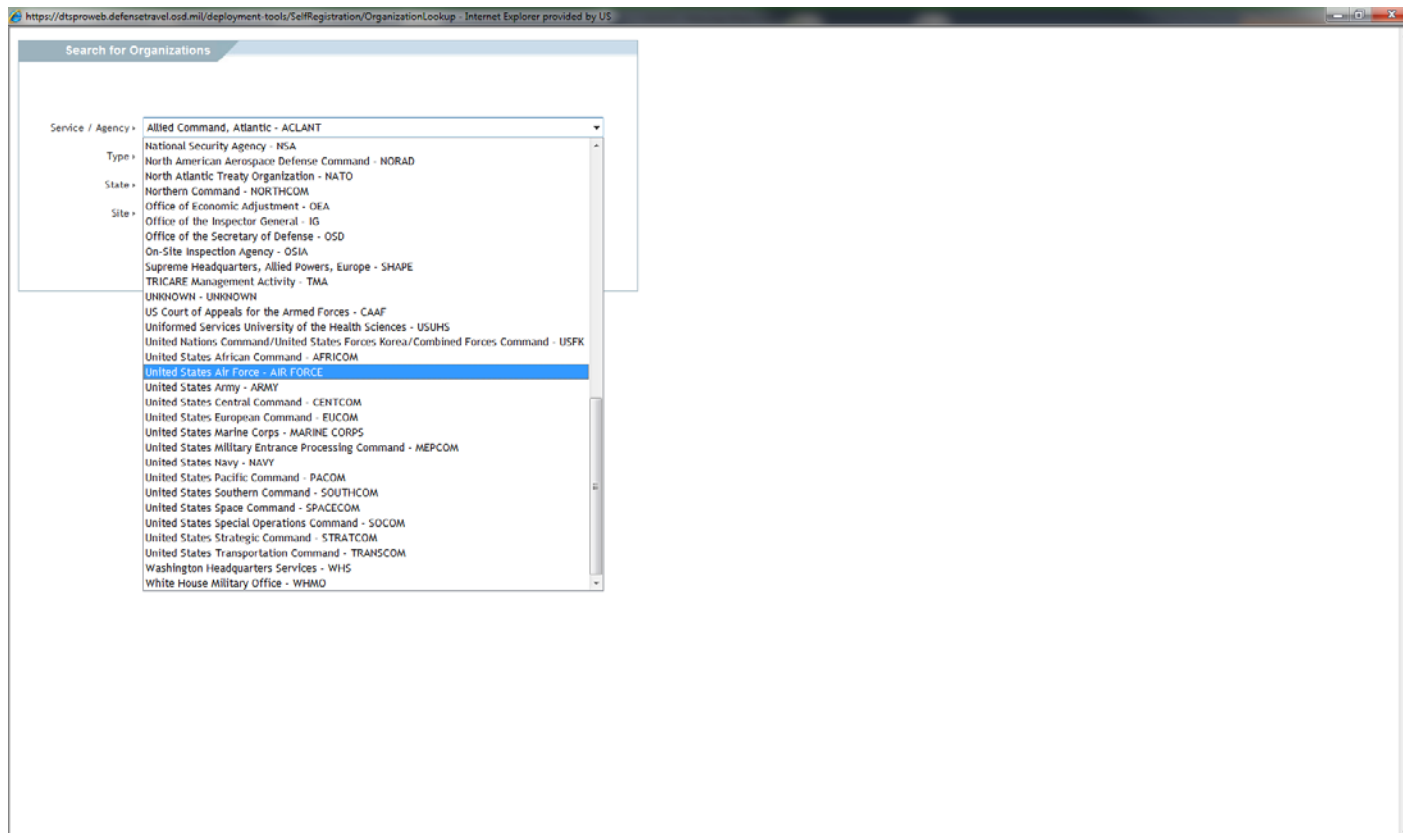 https://dtsproweb.defensetravel.osd.mil/deployment-tools/SelfRegistration/OrganizationLookup - Internet Explorer provided by US
Search for Organizations
Service / Agency
Allied Command, Atlantic - ACLANT
Type
State
Site
National Security Agency - NSA
North American Aerospace Defense Command - NORAD
North Atlantic Treaty Organization - NATO
Northern Command - NORTHCOM
Office of Economic Adjustment - OEA
Office of the Inspector General - IG
Office of the Secretary of Defense - OSD
On-Site Inspection Agency - OSIA
Supreme Headquarters, Allied Powers, Europe - SHAPE
TRICARE Management Activity - TMA
UNKNOWN - UNKNOWN
US Court of Appeals for the Armed Forces - CAAF
Uniformed Services University of the Health Sciences - USUHS
United Nations Command/United States Forces Korea/Combined Forces Command - USFK
United States African Command - AFRICOM
United States Air Force - AIR FORCE
United States Army - ARMY
United States Central Command - CENTCOM
United States European Command - EUCOM
United States Marine Corps - MARINE CORPS
United States Military Entrance Processing Command - MEPCOM
United States Navy - NAVY
United States Pacific Command - PACOM
United States Southern Command - SOUTHCOM
United States Space Command - SPACECOM
United States Special Operations Command - SOCOM
United States Strategic Command - STRATCOM
United States Transportation Command - TRANSCOM
Washington Headquarters Services - WHS
White House Military Office - WHMO